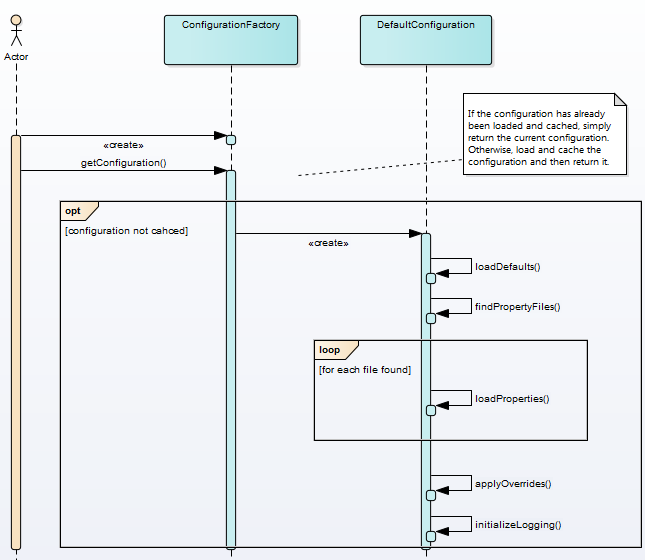 ConfigurationFactory
DefaultConfiguration
Actor
If the configuration has already
been loaded and cached, simply
return the current configuration.
Otherwise, load and cache the
configuration and then return it.
«create»
getConfiguration()
opt
[configuration not cahced]
«create»
loadDefaults()
findPropertyFiles()
loop
[for each file found]
loadProperties()
applyOverrides()
initializeLogging()